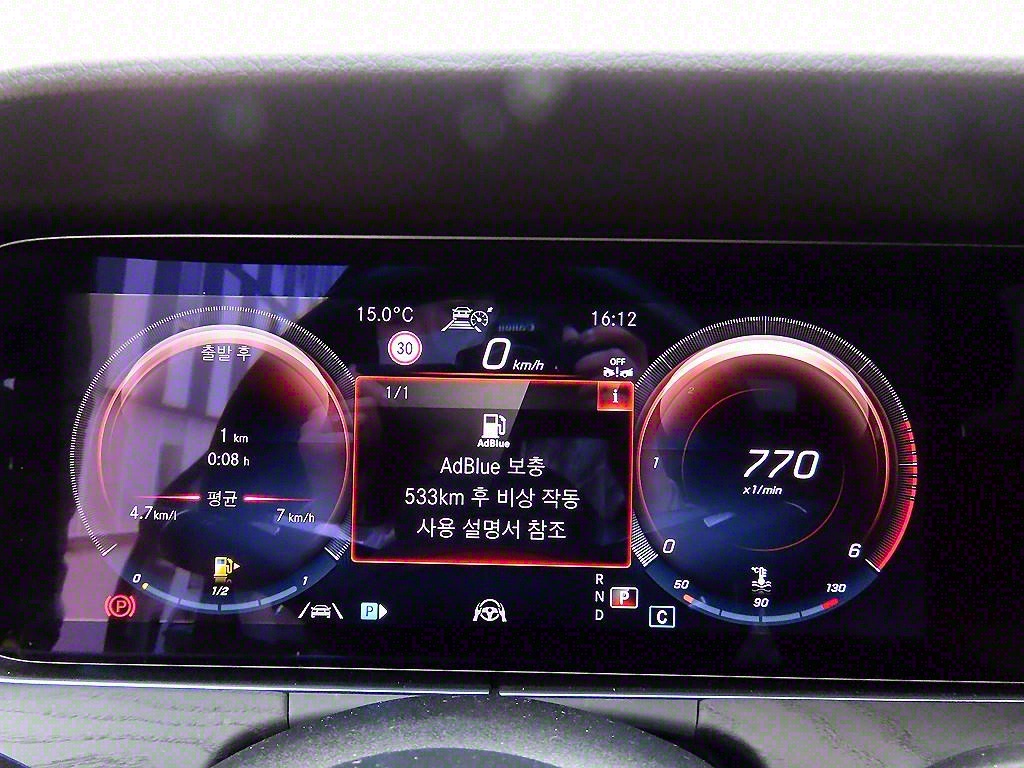 15.0°C
16:12
30
0 km/h
OFF
출발 후
1 km
0:08 h
평균
4.7km/l
7 km/h
0
1/2
1
P
1/1
i
AdBlue
AdBlue 보충
533km 후 비상 작동
사용 설명서 참조
P
R
N
P
D
C
2
1
770
x1/min
0
6
°C/°F
50
90
130